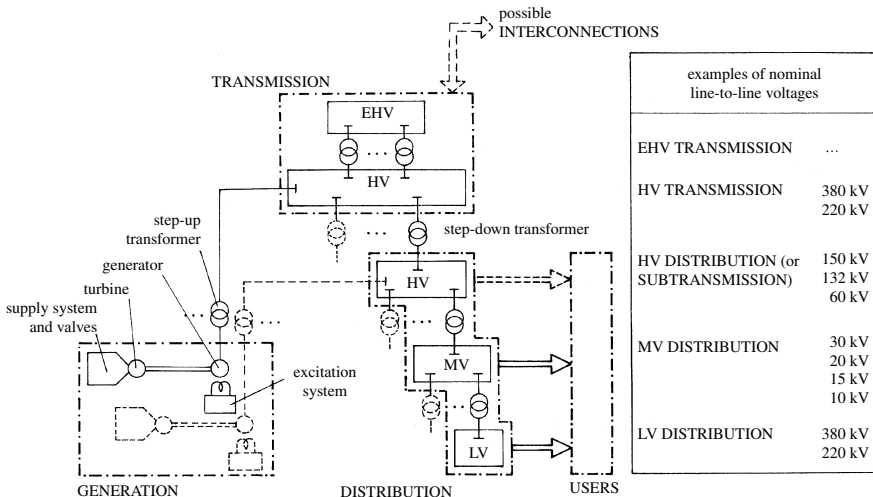 possible
INTERCONNECTIONS
TRANSMISSION
EHV
...
HV
step-up
transformer
step-down transformer
generator
HV
turbine
supply system
and valves
...
...
...
MV
excitation
system
...
LV
GENERATION
DISTRIBUTION
USERS
examples of nominal
line-to-line voltages
EHV TRANSMISSION ...
HV TRANSMISSION 380 kV
220 kV
HV DISTRIBUTION (or 150 kV
SUBTRANSMISSION) 132 kV
60 kV
MV DISTRIBUTION 30 kV
20 kV
15 kV
10 kV
LV DISTRIBUTION 380 kV
220 kV